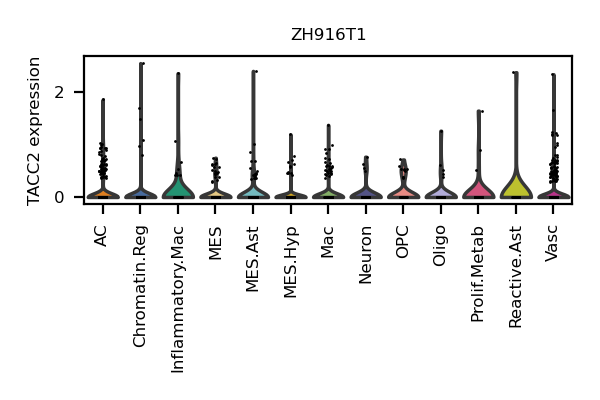 ZH916T1
TACC2 expression
2
0
AC
Chromatin.Reg
Inflammatory.Mac
MES
MES.Ast
MES.Hyp
Mac
Neuron
OPC
Oligo
Prolif.Metab
Reactive.Ast
Vasc